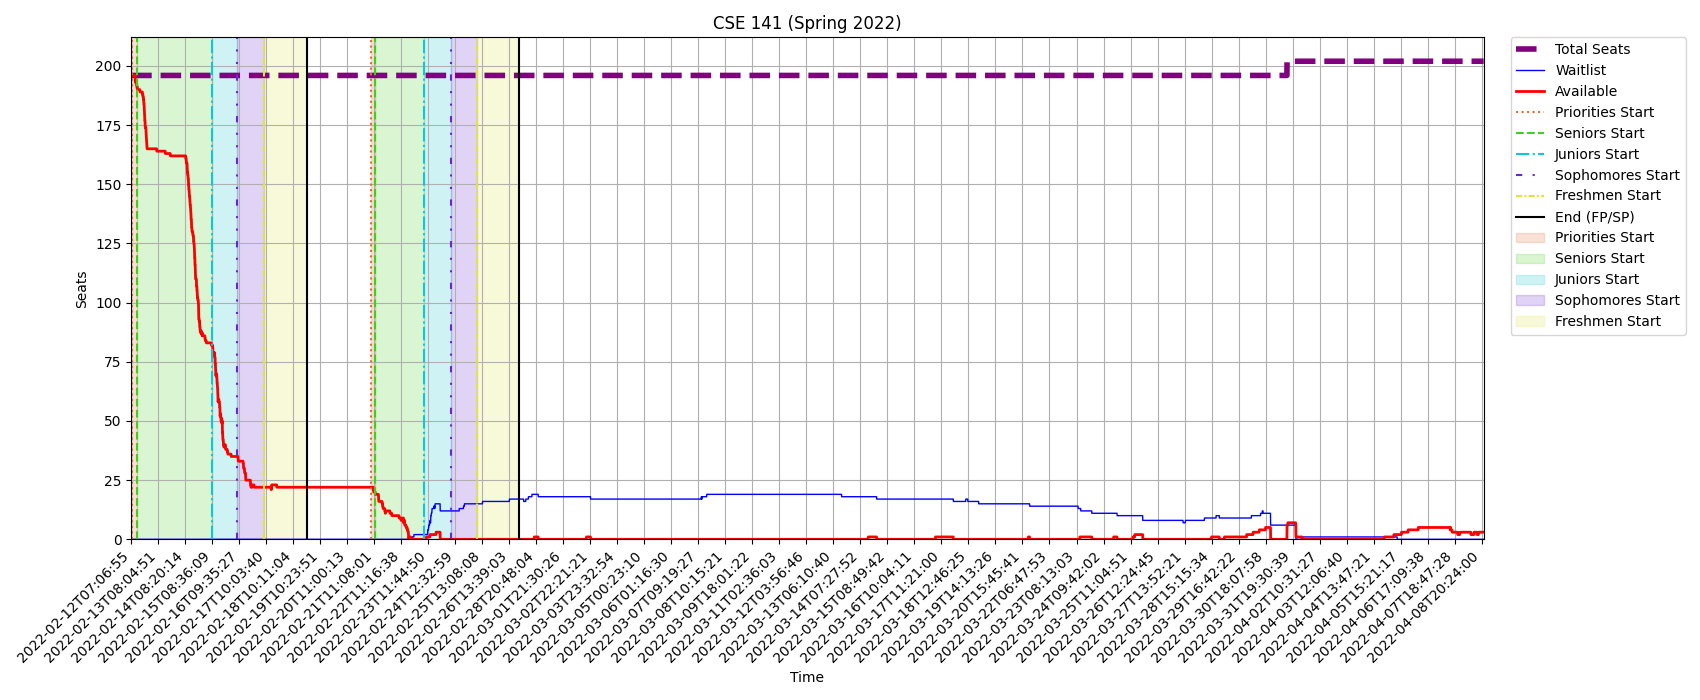 CSE 141 (Spring 2022)
Seats
200
175
150
125
100
75
50
25
0
2022-02-12T07:06:55
2022-02-13T08:04:51
2022-02-14T08:20:14
2022-02-15T08:36:09
2022-02-16T09:35:27
2022-02-17T10:03:40
2022-02-18T10:11:04
2022-02-19T10:23:51
2022-02-20T11:00:13
2022-02-21T11:08:01
2022-02-22T11:16:38
2022-02-23T11:44:50
2022-02-24T12:32:59
2022-02-25T13:08:08
2022-02-26T13:39:03
2022-02-28T20:48:04
2022-03-01T21:30:26
2022-03-02T22:21:21
2022-03-03T23:32:54
2022-03-05T00:23:10
2022-03-06T01:16:30
2022-03-07T09:19:27
2022-03-08T10:15:21
2022-03-09T18:01:22
2022-03-11T02:36:03
2022-03-12T03:56:46
2022-03-13T06:10:40
2022-03-14T07:27:52
2022-03-15T08:49:42
2022-03-16T10:04:11
2022-03-17T11:21:00
2022-03-18T12:46:25
2022-03-19T14:13:26
2022-03-20T15:45:41
2022-03-22T06:47:53
2022-03-23T08:13:03
2022-03-24T09:42:02
2022-03-25T11:04:51
2022-03-26T12:24:45
2022-03-27T13:52:21
2022-03-28T15:15:34
2022-03-29T16:42:22
2022-03-30T18:07:58
2022-03-31T19:30:39
2022-04-02T10:31:27
2022-04-03T12:06:40
2022-04-04T13:47:21
2022-04-05T15:21:17
2022-04-06T17:09:38
2022-04-07T18:47:28
2022-04-08T20:24:00
Time
Total Seats
Waitlist
Available
Priorities Start
Seniors Start
Juniors Start
Sophomores Start
Freshmen Start
End (FP/SP)
Priorities Start
Seniors Start
Juniors Start
Sophomores Start
Freshmen Start